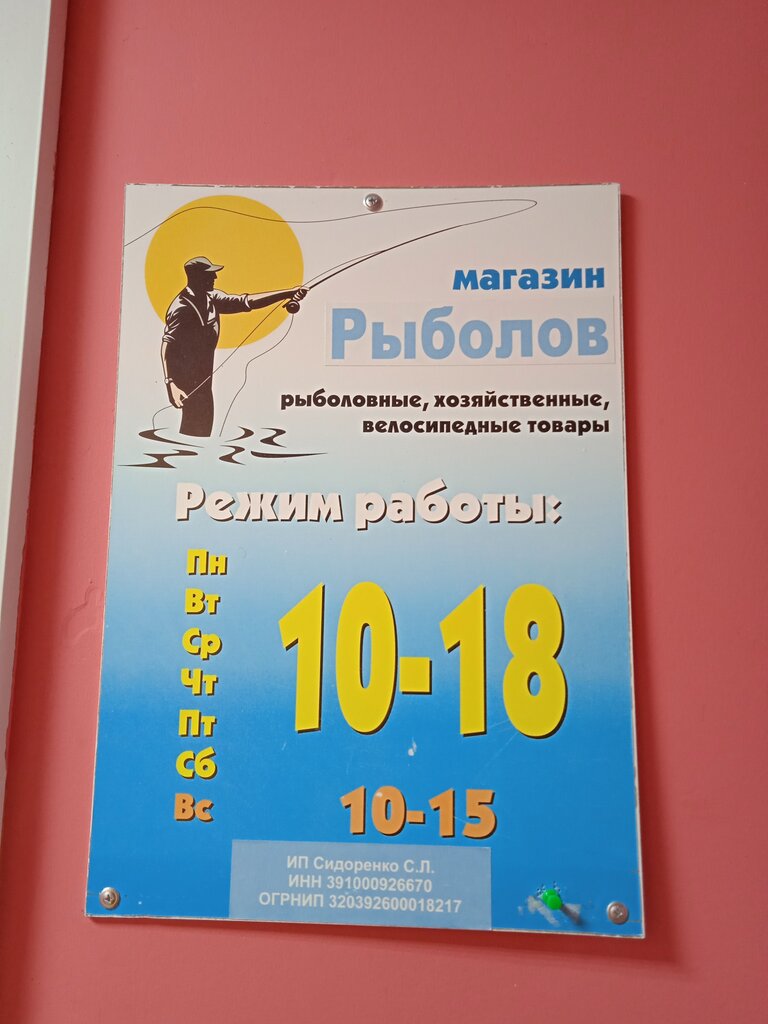 магазин
Рыболов
рыболовные, хозяйственные,
велосипедные товары
Режим работы:
Пн
Вт
Ср
Чт
Пт
Сб
10-18
Вс 10-15
ИП Сидоренко С.Л.
ИНН 391000926670
ОГРНИП 320392600018217